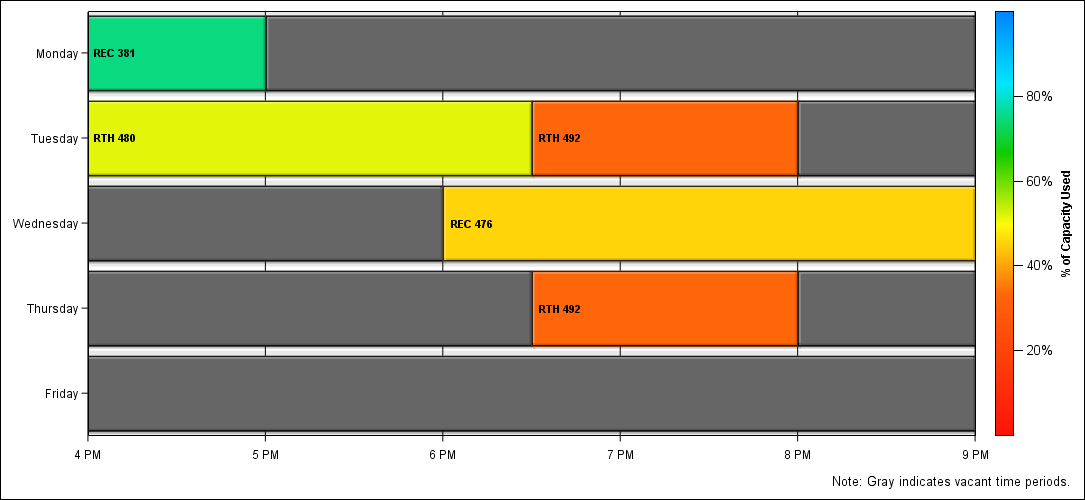 Monday
REC 381
Tuesday
RTH 480
RTH 492
Wednesday
REC 476
Thursday
RTH 492
Friday
4 PM
5 PM
6 PM
7 PM
8 PM
9 PM
80%
60%
40%
20%
% of Capacity Used
Note: Gray indicates vacant time periods.